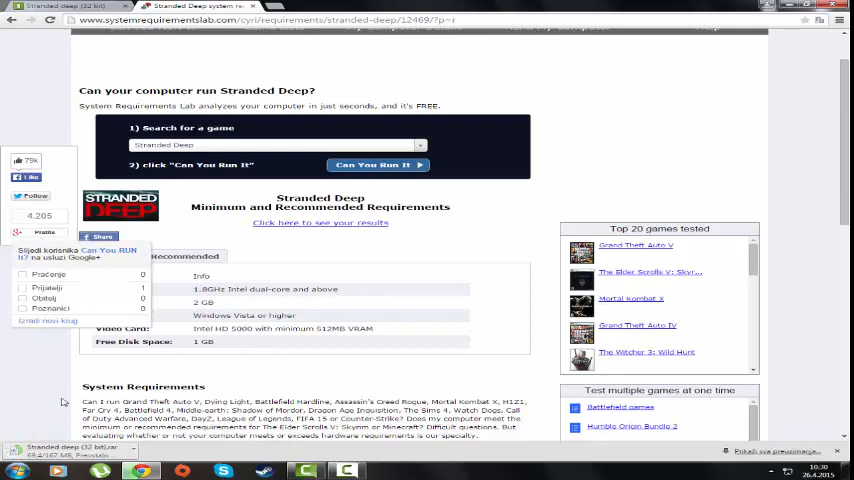 Stranded deep (32 bit)
Stranded Deep system re
www.systemrequirementslab.com/cyri/requirements/stranded-deep/12469/?p=r
Can your computer run Stranded Deep?
System Requirements Lab analyzes your computer in just seconds, and it's FREE.
1) Search for a game
Stranded Deep
2) click "Can You Run It"
Can You Run It
79k
Like
Follow
4.205
Pratite
STRANDED DEEP
Stranded Deep
Minimum and Recommended Requirements
Click here to see your results
Share
Slijedi korisnika Can You RUN
It? na usluzi Google+
Praćenje 0
Prijatelji 1
Obitelj 0
Poznanici 0
Izradi novi krug
Recommended
Info
1.8GHz Intel dual-core and above
2 GB
Windows Vista or higher
Video Card: Intel HD 5000 with minimum 512MB VRAM
Free Disk Space: 1 GB
Top 20 games tested
Grand Theft Auto V
The Elder Scrolls V: Skyr...
Mortal Kombat X
Grand Theft Auto IV
The Witcher 3: Wild Hunt
System Requirements
Can I run Grand Theft Auto V, Dying Light, Battlefield Hardline, Assassin's Creed Rogue, Mortal Kombat X, H1Z1,
Far Cry 4, Battlefield 4, Middle-earth: Shadow of Mordor, Dragon Age Inquisition, The Sims 4, Watch Dogs, Call
of Duty Advanced Warfare, DayZ, League of Legends, FIFA 15 or Counter-Strike? Does my computer meet the
minimum or recommended requirements for The Elder Scrolls V: Skyrim or Minecraft? Difficult questions. But
evaluating whether or not your computer meets or exceeds hardware requirements is our specialty.
Test multiple games at one time
Battlefield games
Humble Origin Bundle 2
Stranded deep (32 bit).rar
69,4/167 MB, Preostalo ...
Prikaži sva preuzimanja...
10:30
26.4.2015